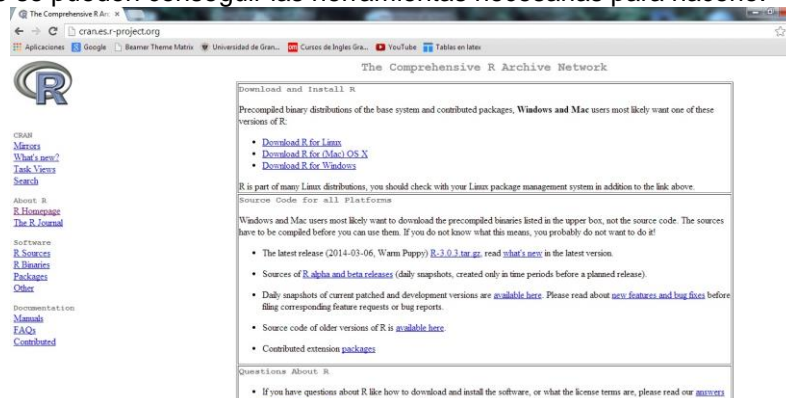 se pueden conseguir las herramientas necesarias para hacerlo.
The Comprehensive R Arc
cran.es.r-project.org
Aplicaciones Google Beamer Theme Matrix Universidad de Gran... Cursos de Ingles Gra... YouTube Tablas en latex
R
CRAN
Mirrors
What's new?
Task Views
Search
About R
R Homepage
The R Journal
Software
R Sources
R Binaries
Packages
Other
Documentation
Manuals
FAQs
Contributed
The Comprehensive R Archive Network
Download and Install R
Precompiled binary distributions of the base system and contributed packages, Windows and Mac users most likely want one of these
versions of R:
• Download R for Linux
• Download R for (Mac) OS X
• Download R for Windows
R is part of many Linux distributions, you should check with your Linux package management system in addition to the link above.
Source Code for all Platforms
Windows and Mac users most likely want to download the precompiled binaries listed in the upper box, not the source code. The sources
have to be compiled before you can use them. If you do not know what this means, you probably do not want to do it!
• The latest release (2014-03-06, Warm Puppy) R-3.0.3.tar.gz, read what's new in the latest version.
• Sources of R alpha and beta releases (daily snapshots, created only in time periods before a planned release).
• Daily snapshots of current patched and development versions are available here. Please read about new features and bug fixes before
filing corresponding feature requests or bug reports.
• Source code of older versions of R is available here.
• Contributed extension packages
Questions About R
• If you have questions about R like how to download and install the software, or what the license terms are, please read our answers